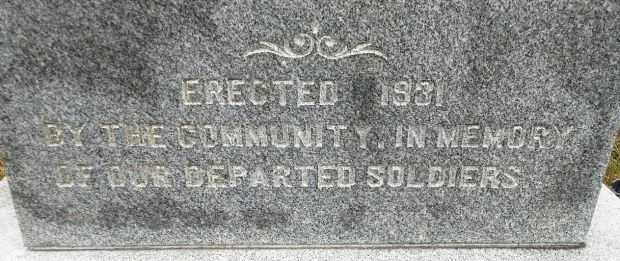 ERECTED 1931
BY THE COMMUNITY, IN MEMORY
OF OUR DEPARTED SOLDIERS